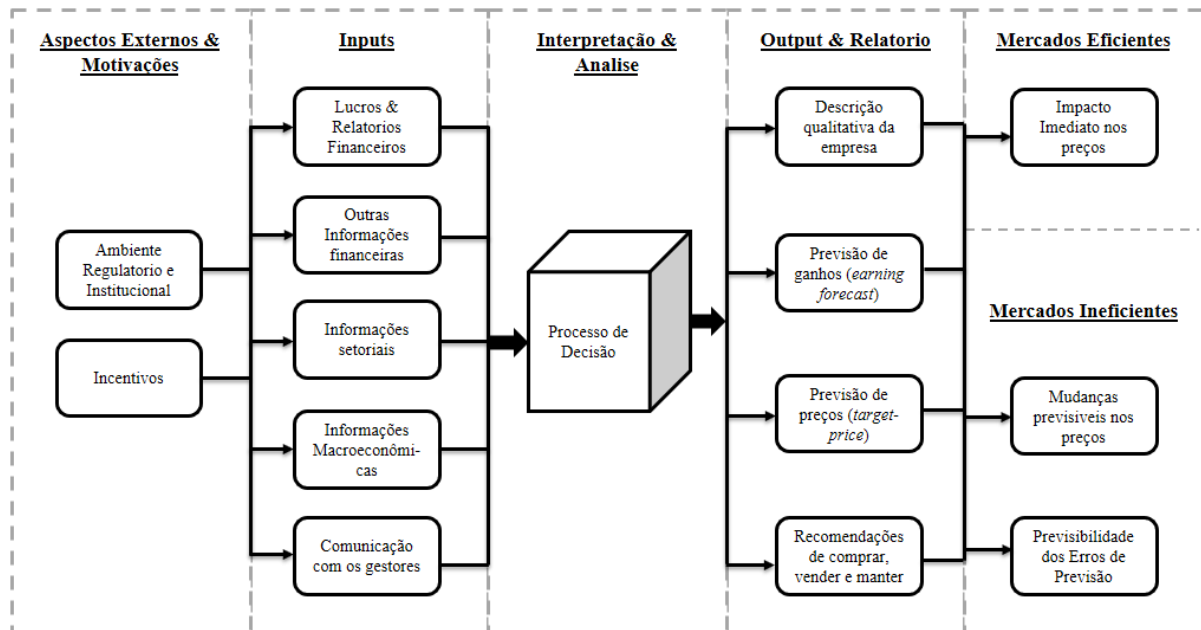 Aspectos Externos &
Motivações
Inputs
Interpretação &
Analise
Output & Relatorio
Mercados Eficientes
Lucros &
Relatorios
Financeiros
Outras
Informações
financeiras
Informações
setoriais
Informações
Macroeconômi-
cas
Comunicação
com os gestores
Ambiente
Regulatorio e
Institucional
Incentivos
Processo de
Decisão
Descrição
qualitativa da
empresa
Previsão de
ganhos (earning
forecast)
Previsão de
preços (target-
price)
Recomendações
de comprar,
vender e manter
Impacto
Imediato nos
preços
Mercados Ineficientes
Mudanças
previsiveis nos
preços
Previsibilidade
dos Erros de
Previsão